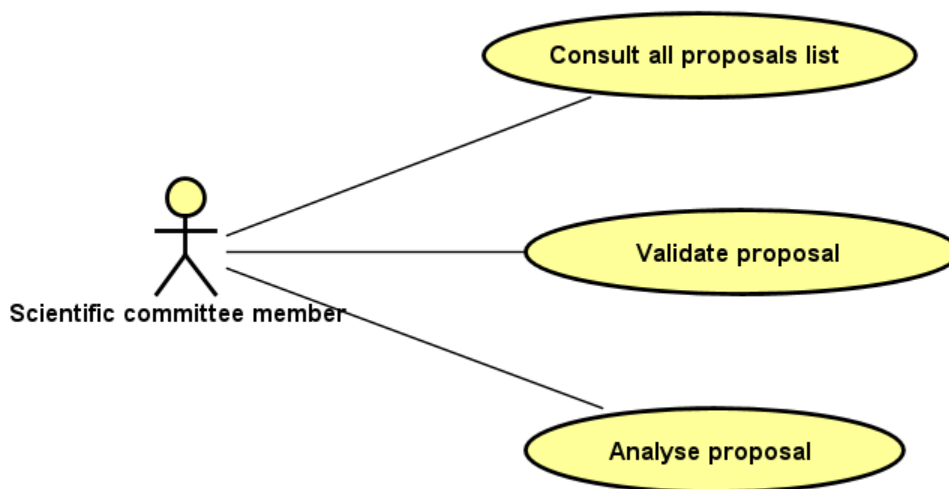 Consult all proposals list
Validate proposal
Scientific committee member
Analyse proposal